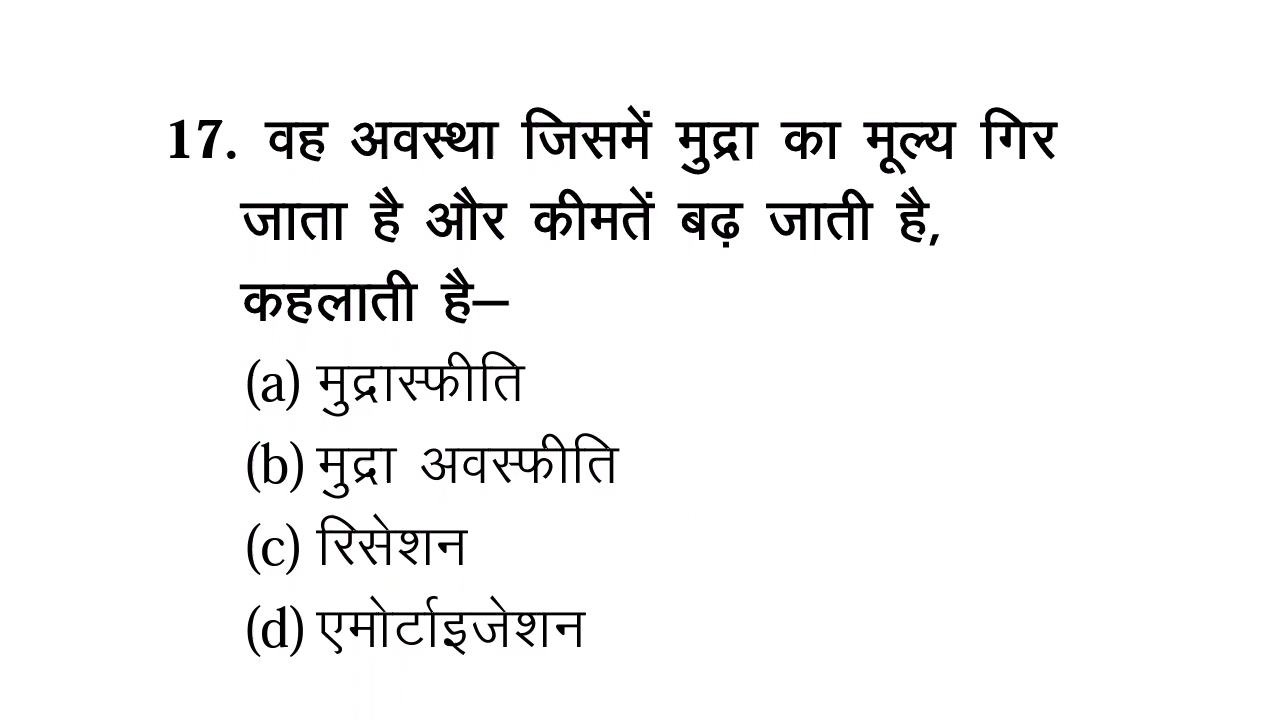 17. वह अवस्था जिसमें मुद्रा का मूल्य गिर
जाता है और कीमतें बढ़ जाती है,
कहलाती है–
(a) मुद्रास्फीति
(b) मुद्रा अवस्फीति
(c) रिसेशन
(d) एमोर्टाइजेशन